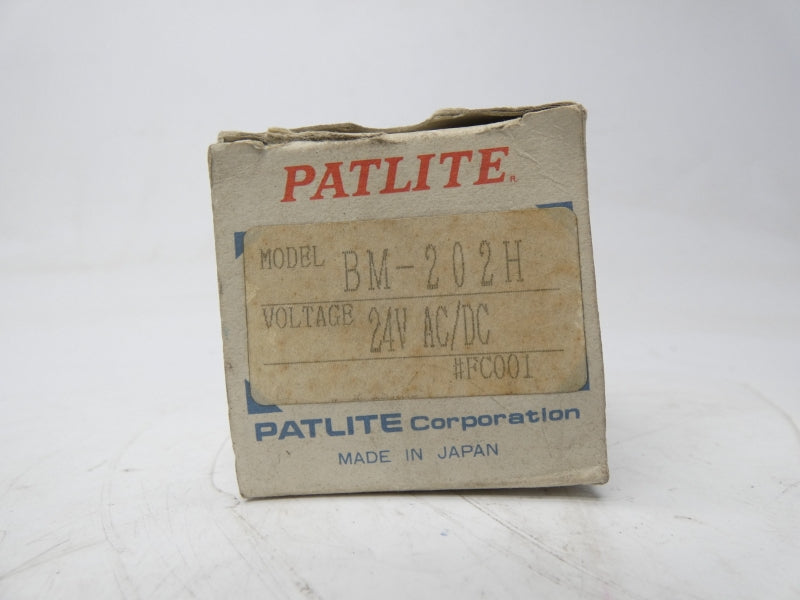 PATLITE R
MODEL BM-202H
VOLTAGE 24V AC/DC
#FC001
PATLITE Corporation
MADE IN JAPAN